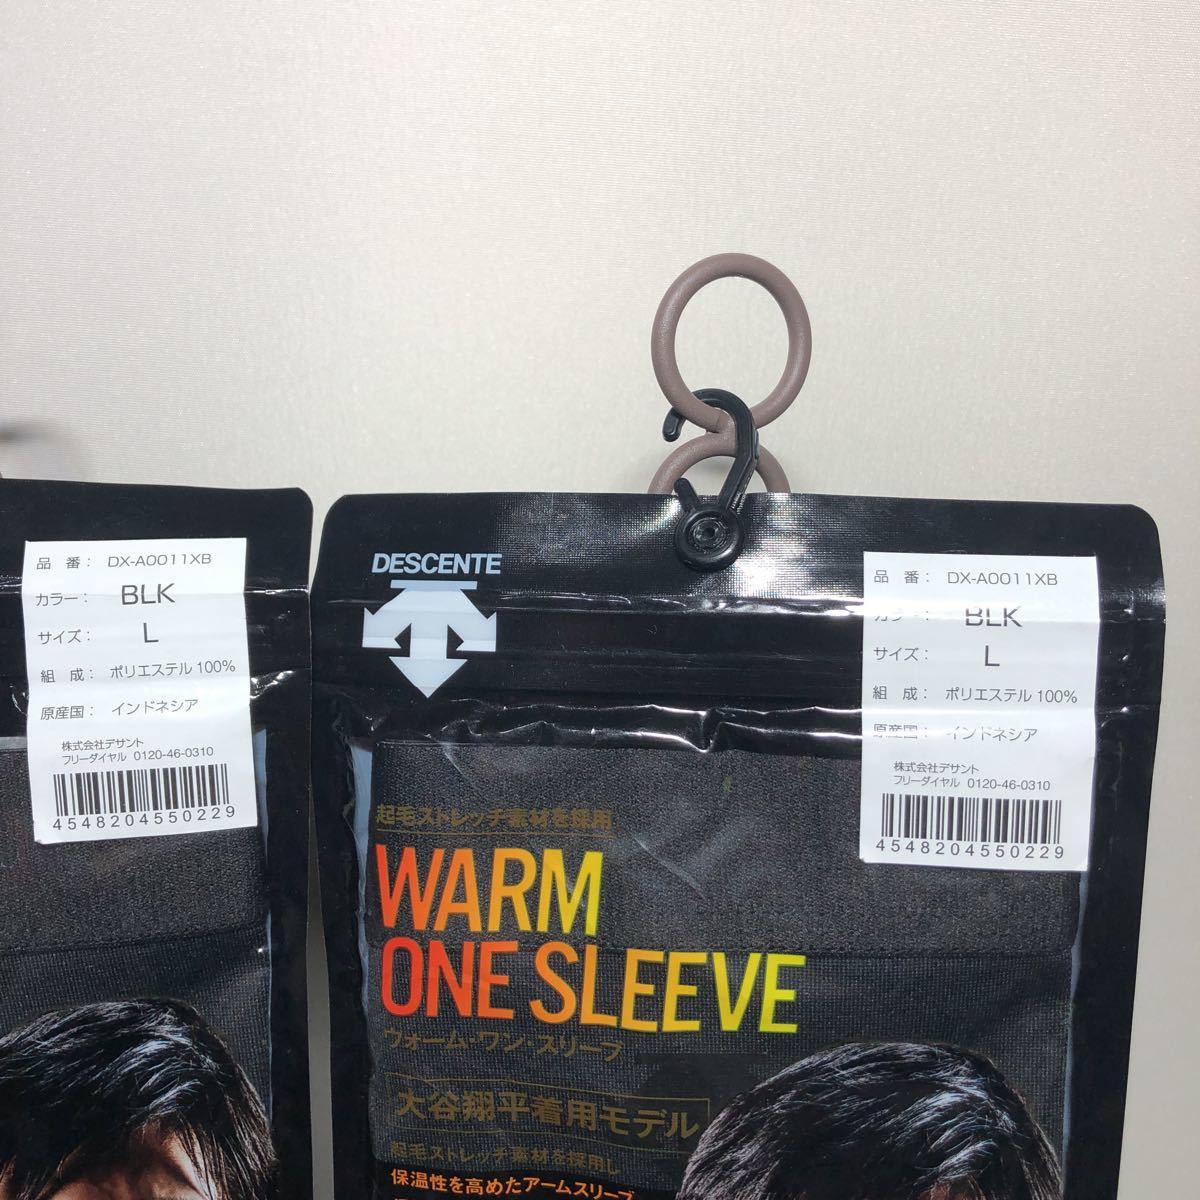 品 番： DX-A0011XB
カラー： BLK
サイズ： L
組 成： ポリエステル 100%
原産国： インドネシア
株式会社デサント
フリーダイヤル 0120-46-0310
4548204550229
DESCENTE
品 番： DX-A0011XB
カラー： BLK
サイズ： L
組 成： ポリエステル 100%
原産国： インドネシア
株式会社デサント
フリーダイヤル 0120-46-0310
4548204550229
起毛ストレッチ素材を採用
WARM
ONE SLEEVE
ウォーム・ワン・スリーブ
大谷翔平着用モデル
起毛ストレッチ素材を採用し
保温性を高めたアームスリーブ